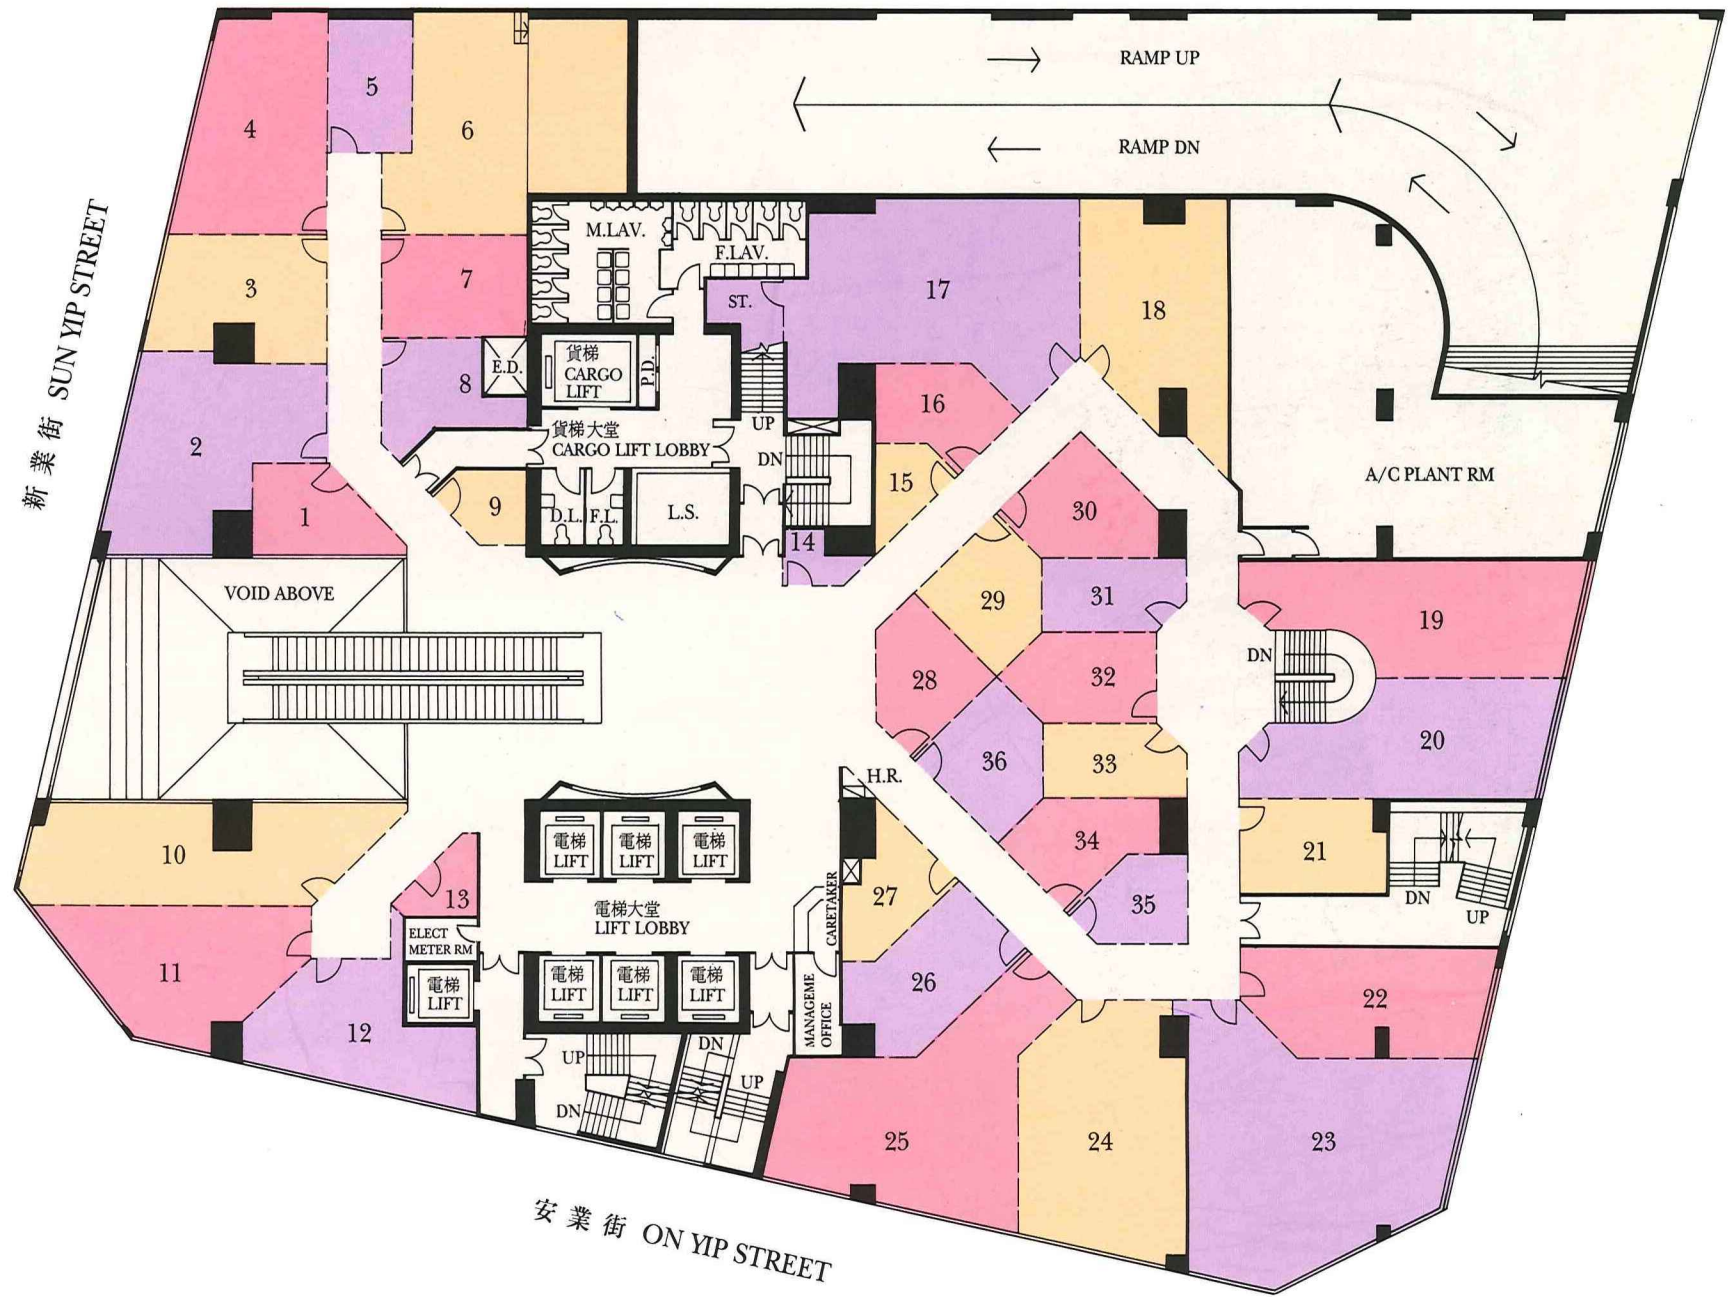 RAMP UP
RAMP DN
4
5
6
3
7
2
8
1
9
E.D.
M.LAV.
F.LAV.
ST.
17
18
貨梯
CARGO
LIFT
P.D.
貨梯大堂
CARGO LIFT LOBBY
UP
DN
D.L.
F.L.
L.S.
14
15
16
A/C PLANT RM
新業街 SUN YIP STREET
VOID ABOVE
30
29
31
28
32
36
33
34
35
19
DN
20
21
DN
UP
22
10
11
12
13
H.R.
電梯
LIFT
電梯
LIFT
電梯
LIFT
電梯大堂
LIFT LOBBY
CARETAKER
ELECT
METER RM
電梯
LIFT
電梯
LIFT
電梯
LIFT
電梯
LIFT
MANAGEME
OFFICE
27
26
UP
DN
DN
UP
25
24
23
安業街 ON YIP STREET